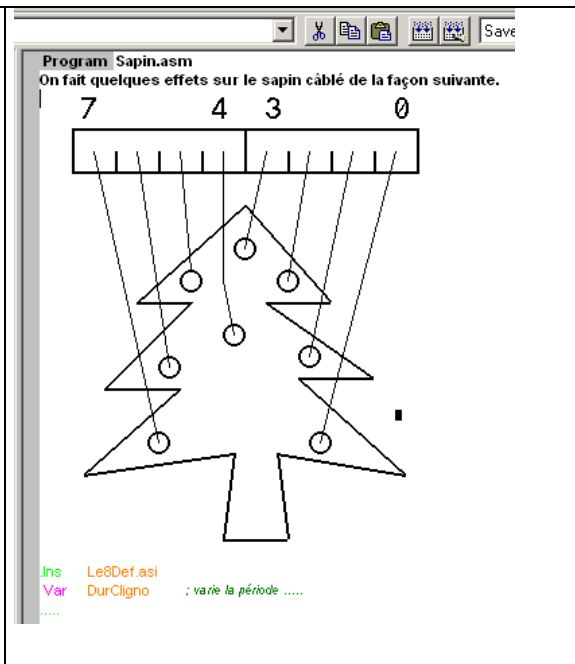 Save
Program Sapin.asm
On fait quelques effets sur le sapin câblé de la façon suivante.
7 4 3 0
.Ins Le8Def.asi
Var DurCligno ; varie la période .....
.....